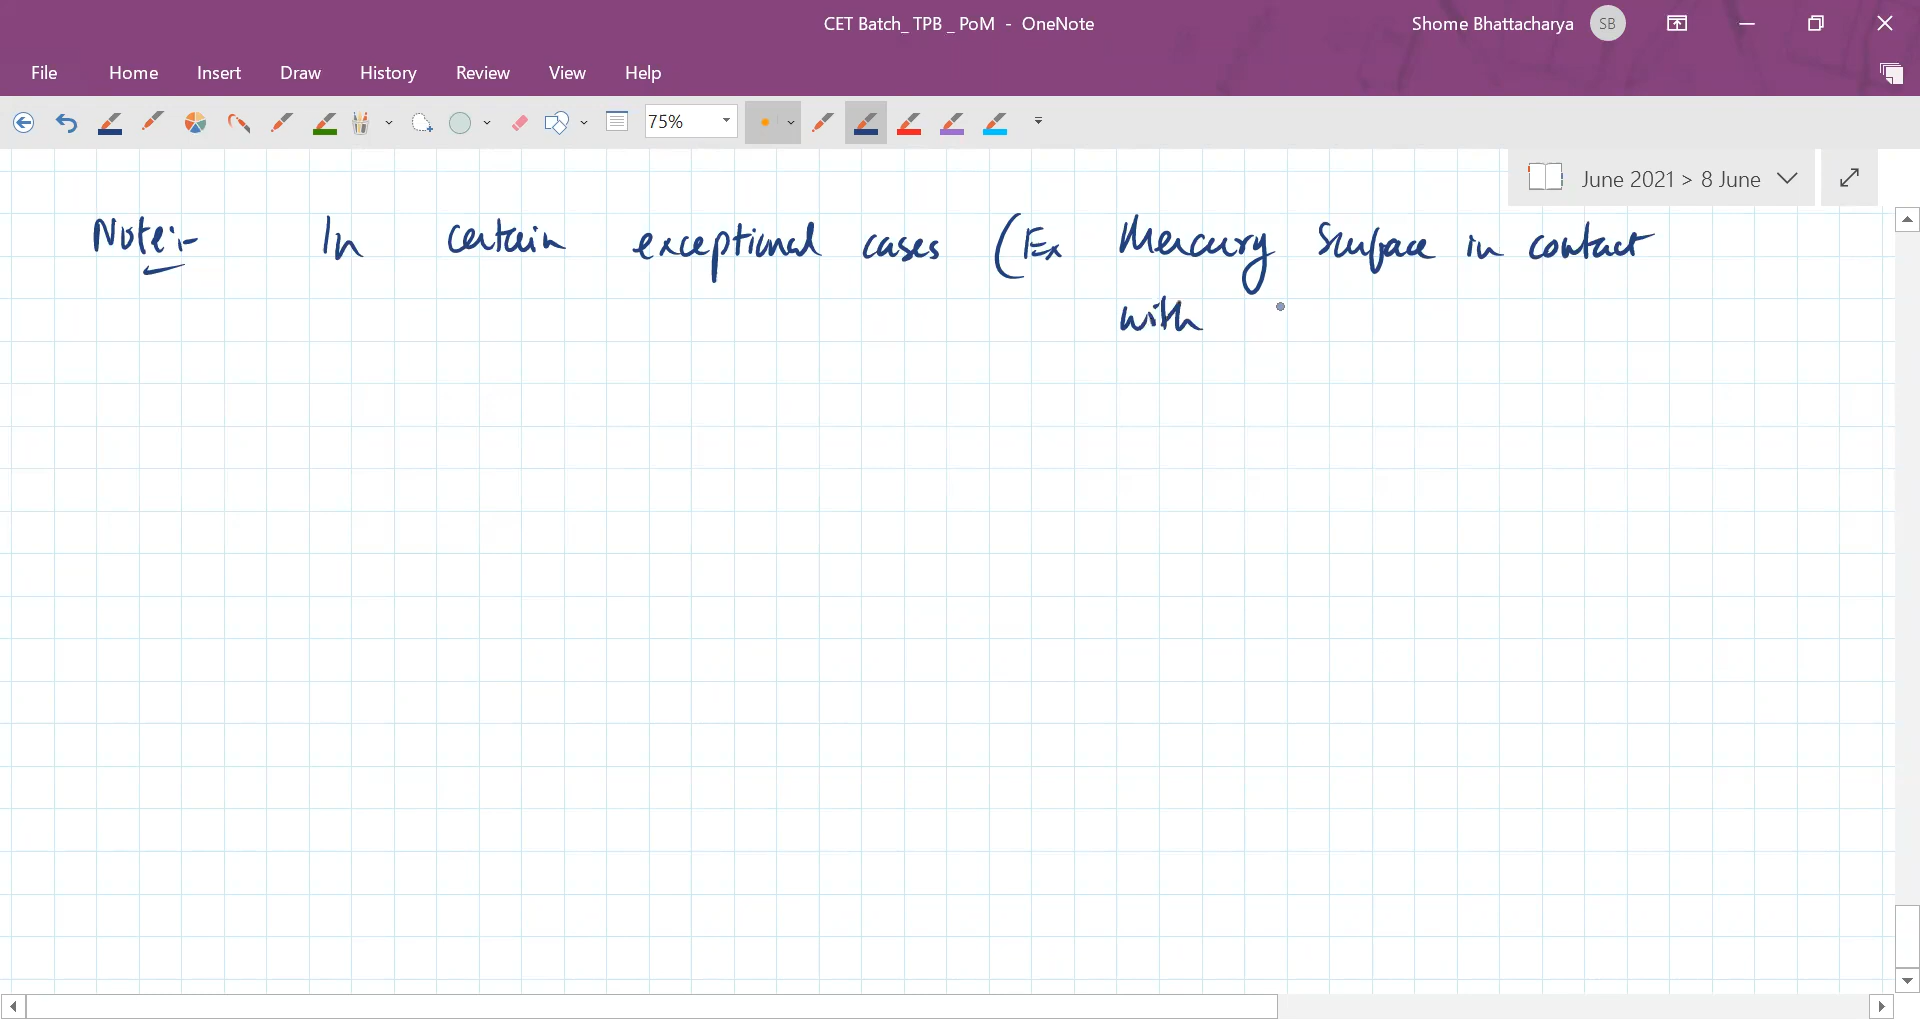 CET Batch_ TPB _ PoM - OneNote
Shome Bhattacharya SB
File Home Insert Draw History Review View Help
75%
June 2021 > 8 June
Note:- In certain exceptional cases (Ex Mercury Surface in contact
with